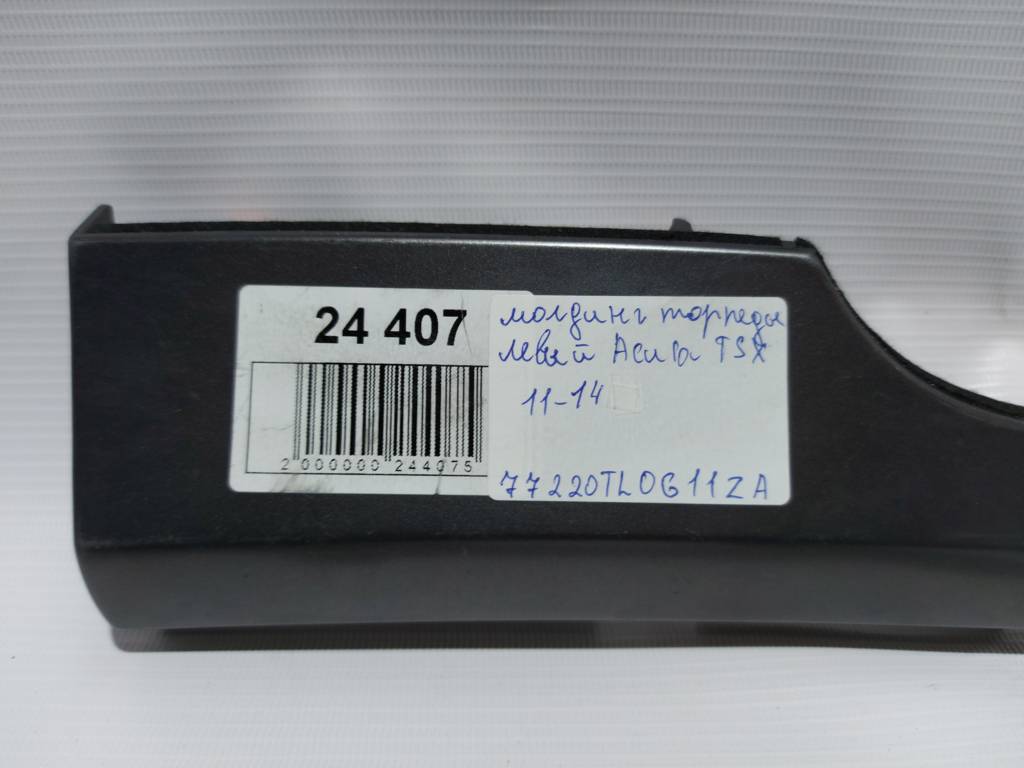 24 407
2 000000 244075
молдинг торпеды
левый Acura TSX
11-14
77220TL0G11ZA